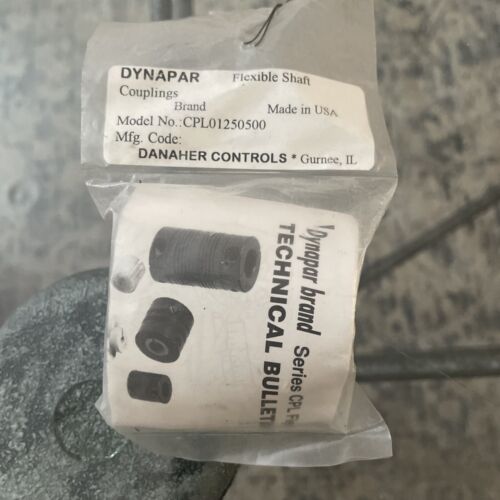 DYNAPAR Flexible Shaft
Couplings
Brand Made in USA
Model No.:CPL01250500
Mfg. Code:
DANAHER CONTROLS * Gurnee, IL
Dynapar brand Series CPL
TECHNICAL